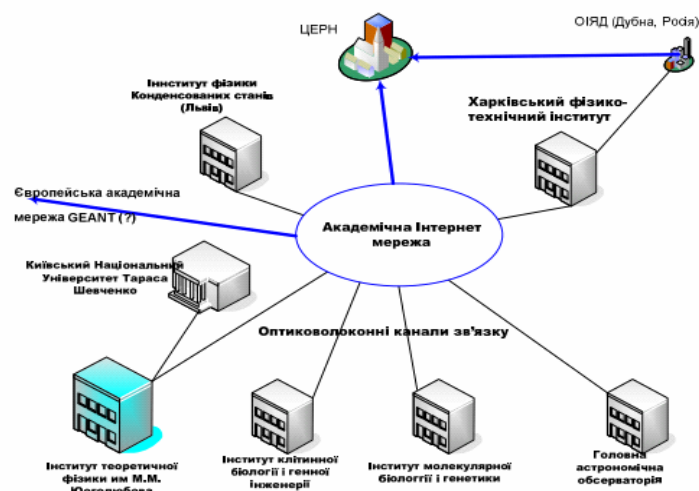 ЦЕРН
ОІЯД (Дубна, Росія)
Іннститут фізики
Конденсованих станів
(Львів)
Харківський фізико-
технічний інститут
Європейська академічна
мережа GEANT (?)
Академічна Інтернет
мережа
Київський Національний
Університет Тараса
Шевченко
Оптиковолоконні канали зв'язку
Інститут теоретичної
фізики им М.М.
Інститут клітинної
біології і генної
інженерії
Інститут молекулярної
біологггії і генетики
Головна
астрономічна
обсерваторія